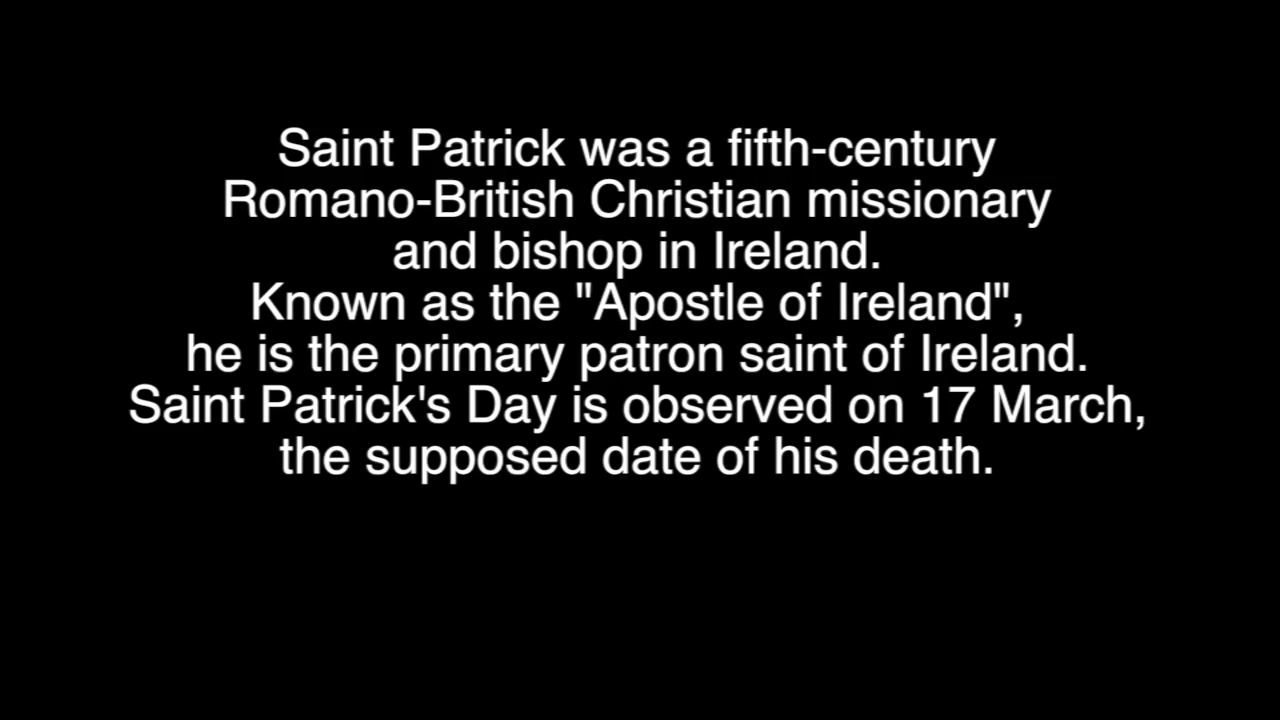 Saint Patrick was a fifth-century
Romano-British Christian missionary
and bishop in Ireland.
Known as the "Apostle of Ireland",
he is the primary patron saint of Ireland.
Saint Patrick's Day is observed on 17 March,
the supposed date of his death.